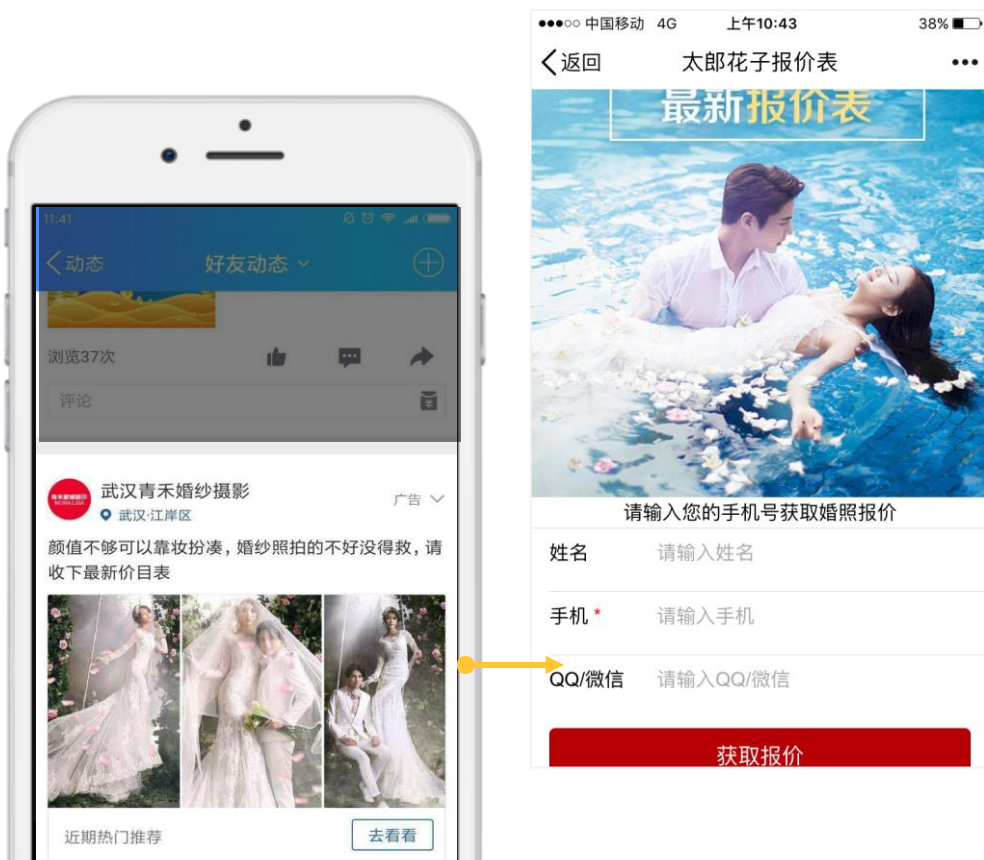 11:41
动态
好友动态
浏览37次
评论
武汉青禾婚纱摄影
武汉·江岸区
广告
颜值不够可以靠妆扮凑，婚纱照拍的不好没得救，请
收下最新价目表
近期热门推荐
去看看
中国移动 4G 上午10:43 38%
返回 太郎花子报价表
最新报价表
请输入您的手机号获取婚照报价
姓名 请输入姓名
手机 * 请输入手机
QQ/微信 请输入QQ/微信
获取报价